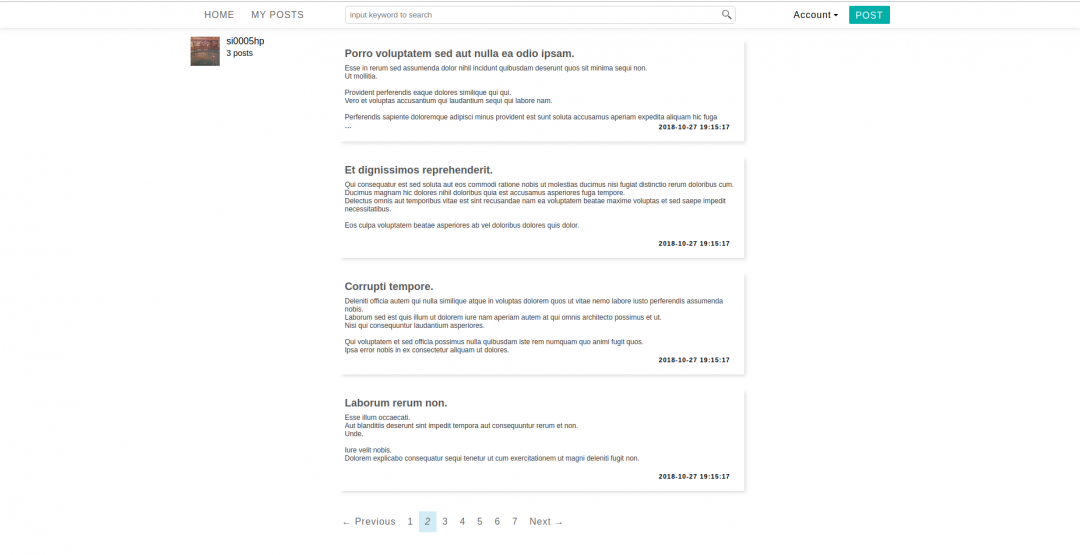 HOME MY POSTS input keyword to search Account POST
si0005hp
3 posts
Porro voluptatem sed aut nulla ea odio ipsam.
Esse in rerum sed assumenda dolor nihil incidunt quibusdam deserunt quos sit minima sequi non.
Ut mollitia.
Provident perferendis eaque dolores similique qui qui.
Vero et voluptas accusantium qui laudantium sequi qui labore nam.
Perferendis sapiente doloremque adipisci minus provident est sunt soluta accusamus aperiam expedita aliquam hic fuga
...
2018-10-27 19:15:17
Et dignissimos reprehenderit.
Qui consequatur est sed soluta aut eos commodi ratione nobis ut molestias ducimus nisi fugiat distinctio rerum doloribus cum.
Ducimus magnam hic dolores nihil doloribus quia est accusamus asperiores fuga tempore.
Delectus omnis aut temporibus vitae est sint recusandae nam ea voluptatem beatae maxime voluptas et sed saepe impedit
necessitatibus.
Eos culpa voluptatem beatae asperiores ab vel doloribus dolores quis dolor.
2018-10-27 19:15:17
Corrupti tempore.
Deleniti officia autem qui nulla similique atque in voluptas dolorem quos ut vitae nemo labore iusto perferendis assumenda
nobis.
Laborum sed est quis illum ut dolorem iure nam aperiam autem at qui omnis architecto possimus et ut.
Nisi qui consequuntur laudantium asperiores.
Qui voluptatem et sed officia possimus nulla quibusdam iste rem numquam quo animi fugit quos.
Ipsa error nobis in ex consectetur aliquam ut dolores.
2018-10-27 19:15:17
Laborum rerum non.
Esse illum occaecati.
Aut blanditiis deserunt sint impedit tempora aut consequuntur rerum et non.
Unde.
Iure velit nobis.
Dolorem explicabo consequatur sequi tenetur ut cum exercitationem ut magni deleniti fugit non.
2018-10-27 19:15:17
← Previous 1 2 3 4 5 6 7 Next →